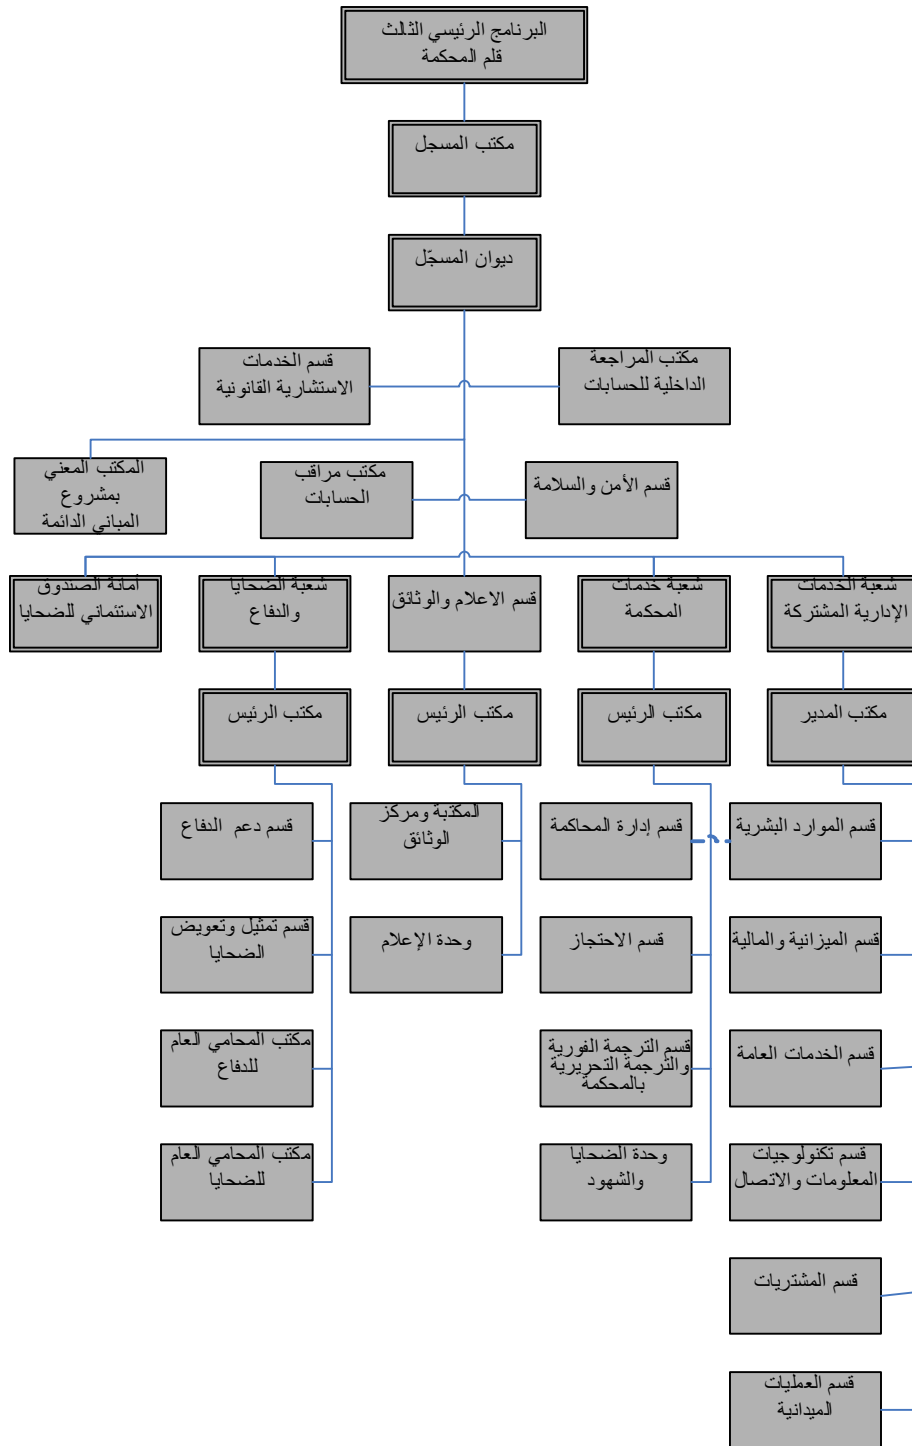 البرنامج الرئيسي الثالث
قلم المحكمة
مكتب المسجل
ديوان المسجّل
مكتب المراجعة
الداخلية للحسابات
قسم الخدمات
الاستشارية القانونية
قسم الأمن والسلامة
مكتب مراقب
الحسابات
المكتب المعني
بمشروع
المباني الدائمة
شعبة الخدمات
الإدارية المشتركة
شعبة خدمات
المحكمة
قسم الاعلام والوثائق
شعبة الضحايا
والدفاع
أمانة الصندوق
الاستئماني للضحايا
مكتب المدير
مكتب الرئيس
مكتب الرئيس
مكتب الرئيس
قسم الموارد البشرية
قسم إدارة المحاكمة
المكتبة ومركز
الوثائق
قسم دعم الدفاع
قسم الميزانية والمالية
قسم الاحتجاز
وحدة الإعلام
قسم تمثيل وتعويض
الضحايا
قسم الخدمات العامة
قسم الترجمة الفورية
والترجمة التحريرية
بالمحكمة
مكتب المحامي العام
للدفاع
قسم تكنولوجيات
المعلومات والاتصال
وحدة الضحايا
والشهود
مكتب المحامي العام
للضحايا
قسم المشتريات
قسم العمليات
الميدانية